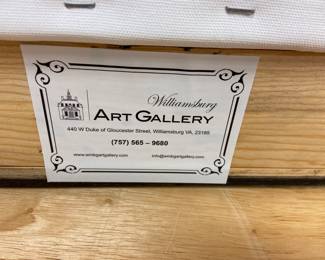 Williamsburg
ART GALLERY
440 W Duke of Gloucester Street, Williamsburg VA, 23185
(757) 565 – 9680
www.wmbgartgallery.com info@wmbgartgallery.com